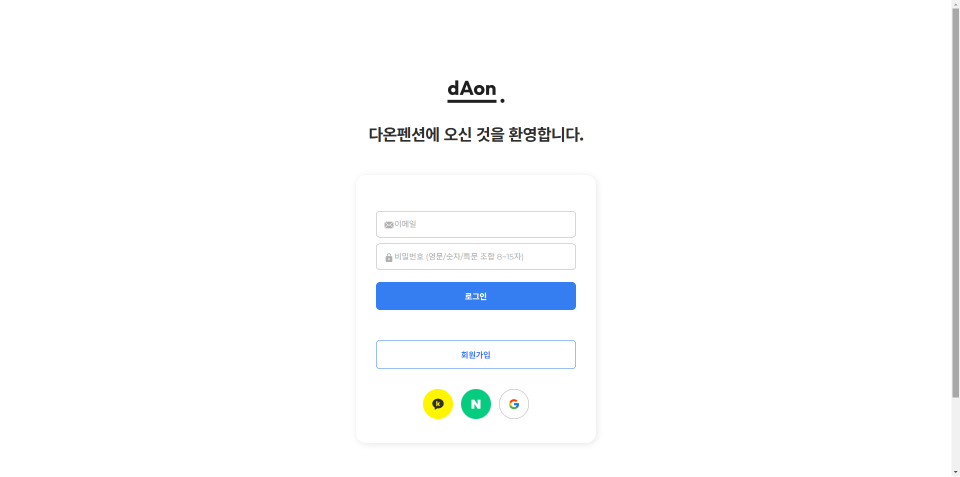 dAon.
다온펜션에 오신 것을 환영합니다.
이메일
비밀번호 (영문/숫자/특문 조합 8~15자)
로그인
회원가입
k N G